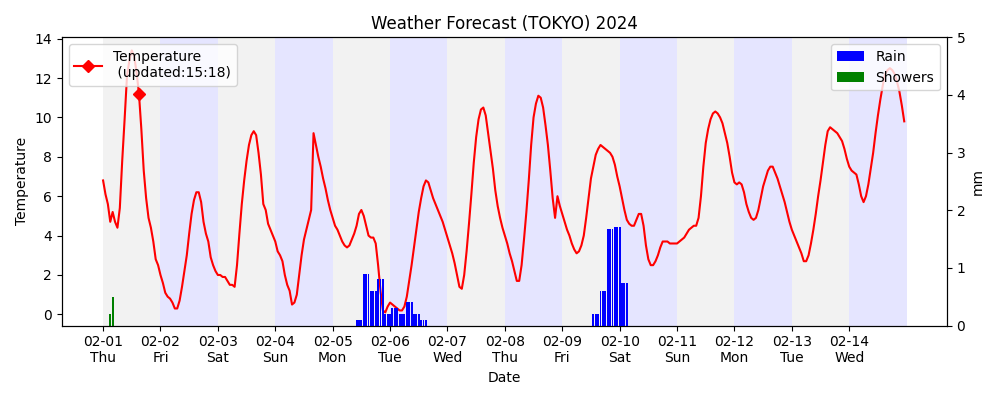 Weather Forecast (TOKYO) 2024
Temperature
(updated:15:18)
Rain
Showers
Temperature
14
12
10
8
6
4
2
0
5
4
3
2
1
0
mm
02-01 02-02 02-03 02-04 02-05 02-06 02-07 02-08 02-09 02-10 02-11 02-12 02-13 02-14
Thu Fri Sat Sun Mon Tue Wed Thu Fri Sat Sun Mon Tue Wed
Date